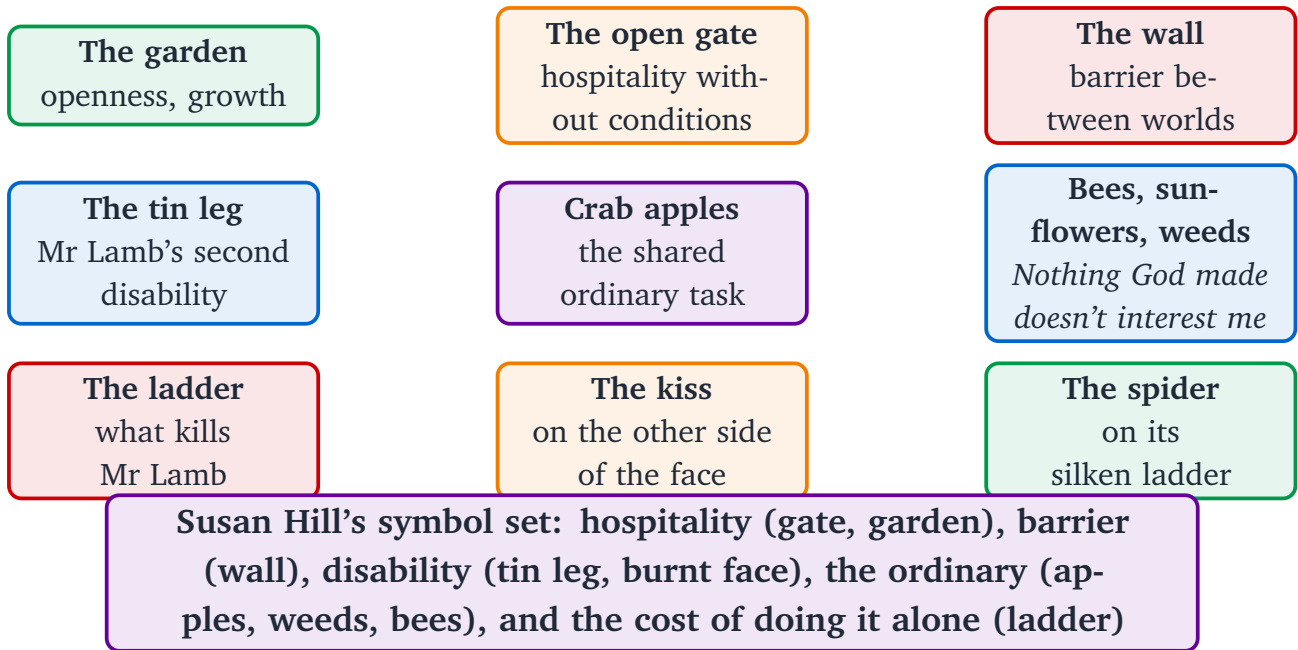 The garden
openness, growth
The open gate
hospitality with-
out conditions
The wall
barrier be-
tween worlds
The tin leg
Mr Lamb’s second
disability
Crab apples
the shared
ordinary task
Bees, sun-
flowers, weeds
Nothing God made
doesn’t interest me
The ladder
what kills
Mr Lamb
The kiss
on the other side
of the face
The spider
on its
silken ladder
Susan Hill’s symbol set: hospitality (gate, garden), barrier
(wall), disability (tin leg, burnt face), the ordinary (ap-
ples, weeds, bees), and the cost of doing it alone (ladder)